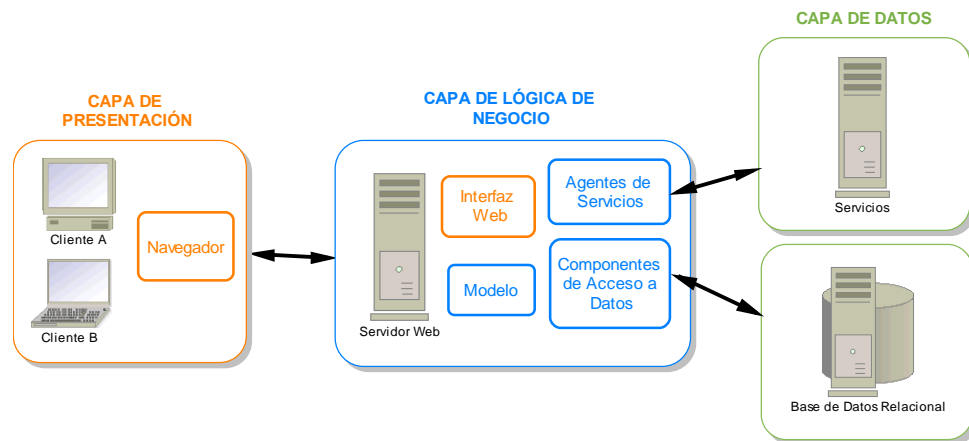 CAPA DE
PRESENTACIÓN
Cliente A
Navegador
Cliente B
CAPA DE LÓGICA DE
NEGOCIO
Interfaz
Web
Agentes de
Servicios
Modelo
Componentes
de Acceso a
Datos
Servidor Web
CAPA DE DATOS
Servicios
Base de Datos Relacional